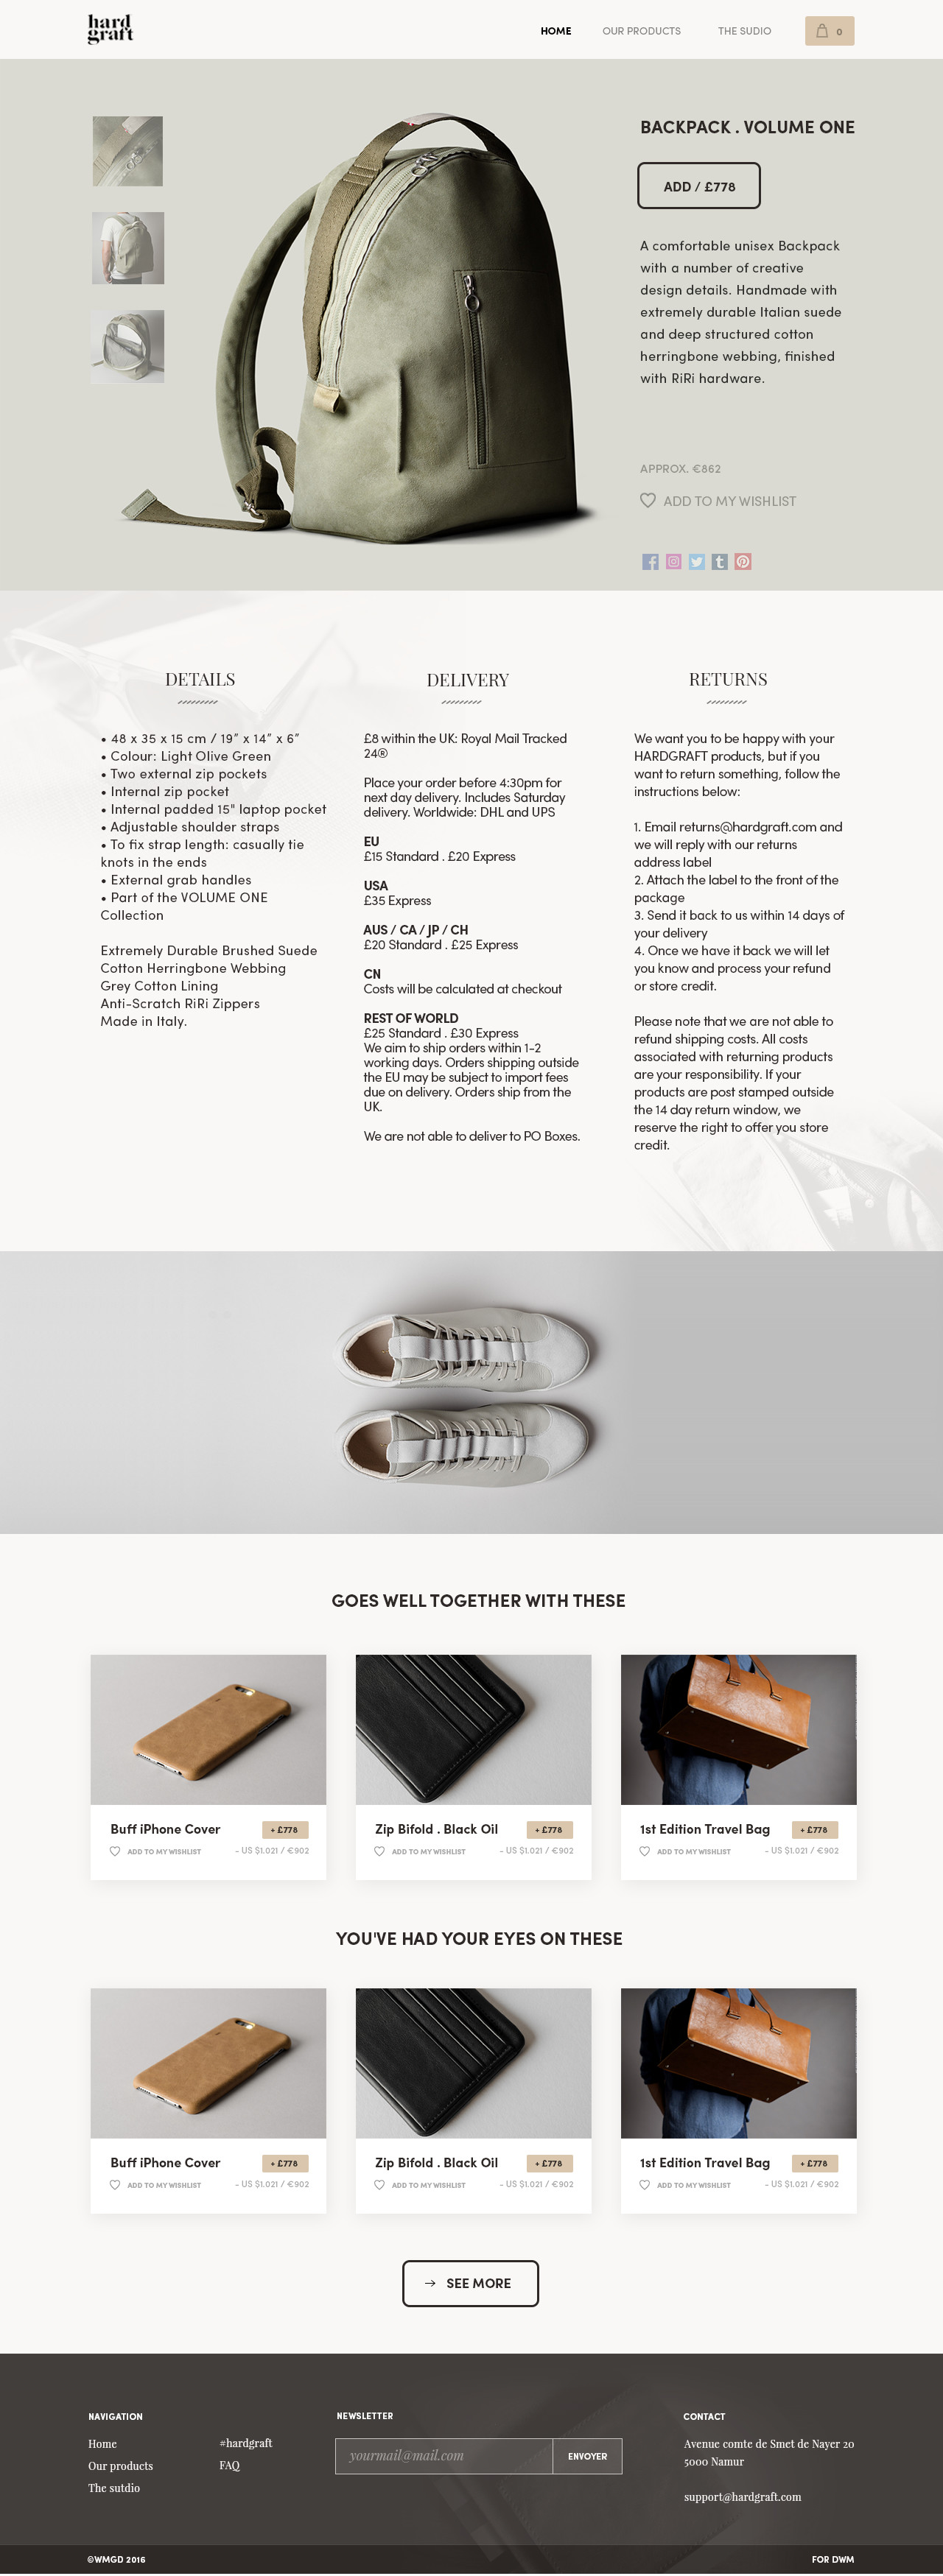 hard
graft
HOME
OUR PRODUCTS
THE SUDIO
0
BACKPACK . VOLUME ONE
ADD / £778
A comfortable unisex Backpack
with a number of creative
design details. Handmade with
extremely durable Italian suede
and deep structured cotton
herringbone webbing, finished
with RiRi hardware.
APPROX. €862
ADD TO MY WISHLIST
DETAILS
• 48 x 35 x 15 cm / 19” x 14” x 6”
• Colour: Light Olive Green
• Two external zip pockets
• Internal zip pocket
• Internal padded 15" laptop pocket
• Adjustable shoulder straps
• To fix strap length: casually tie
knots in the ends
• External grab handles
• Part of the VOLUME ONE
Collection
Extremely Durable Brushed Suede
Cotton Herringbone Webbing
Grey Cotton Lining
Anti-Scratch RiRi Zippers
Made in Italy.
DELIVERY
£8 within the UK: Royal Mail Tracked
24®
Place your order before 4:30pm for
next day delivery. Includes Saturday
delivery. Worldwide: DHL and UPS
EU
£15 Standard . £20 Express
USA
£35 Express
AUS / CA / JP / CH
£20 Standard . £25 Express
CN
Costs will be calculated at checkout
REST OF WORLD
£25 Standard . £30 Express
We aim to ship orders within 1-2
working days. Orders shipping outside
the EU may be subject to import fees
due on delivery. Orders ship from the
UK.
We are not able to deliver to PO Boxes.
RETURNS
We want you to be happy with your
HARDGRAFT products, but if you
want to return something, follow the
instructions below:
1. Email returns@hardgraft.com and
we will reply with our returns
address label
2. Attach the label to the front of the
package
3. Send it back to us within 14 days of
your delivery
4. Once we have it back we will let
you know and process your refund
or store credit.
Please note that we are not able to
refund shipping costs. All costs
associated with returning products
are your responsibility. If your
products are post stamped outside
the 14 day return window, we
reserve the right to offer you store
credit.
GOES WELL TOGETHER WITH THESE
Buff iPhone Cover
+ £778
ADD TO MY WISHLIST
- US $1.021 / €902
Zip Bifold . Black Oil
+ £778
ADD TO MY WISHLIST
- US $1.021 / €902
1st Edition Travel Bag
+ £778
ADD TO MY WISHLIST
- US $1.021 / €902
YOU'VE HAD YOUR EYES ON THESE
Buff iPhone Cover
+ £778
ADD TO MY WISHLIST
- US $1.021 / €902
Zip Bifold . Black Oil
+ £778
ADD TO MY WISHLIST
- US $1.021 / €902
1st Edition Travel Bag
+ £778
ADD TO MY WISHLIST
- US $1.021 / €902
→ SEE MORE
NAVIGATION
Home
Our products
The sutdio
#hardgraft
FAQ
NEWSLETTER
yourmail@mail.com
ENVOYER
CONTACT
Avenue comte de Smet de Nayer 20
5000 Namur
support@hardgraft.com
©WMGD 2016
FOR DWM